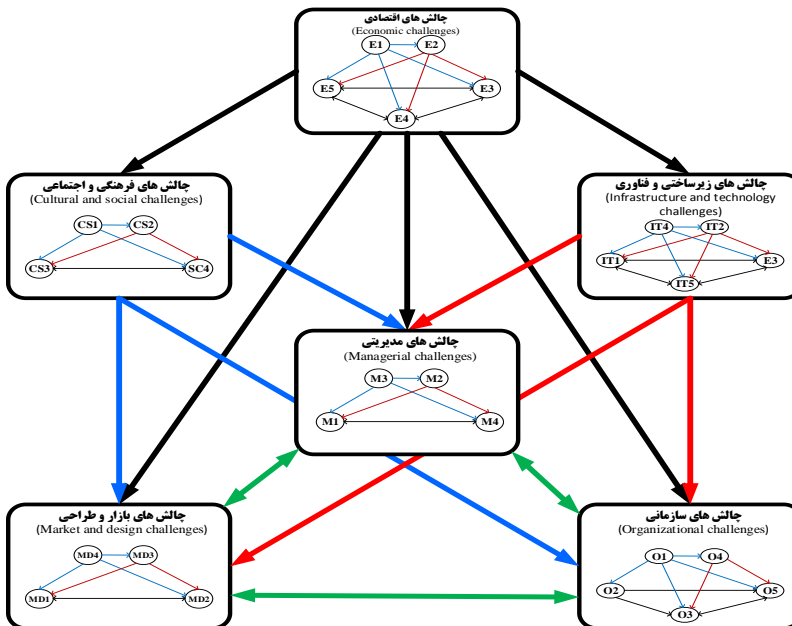 چالش های اقتصادی
(Economic challenges)
E1
E2
E5
E3
E4
چالش های فرهنگی و اجتماعی
(Cultural and social challenges)
CS1
CS2
CS3
SC4
چالش های زیرساختی و فناوری
(Infrastructure and technology
challenges)
IT4
IT2
IT1
E3
IT5
چالش های مدیریتی
(Managerial challenges)
M3
M2
M1
M4
چالش های بازار و طراحی
(Market and design challenges)
MD4
MD3
MD1
MD2
چالش های سازمانی
(Organizational challenges)
O1
O4
O2
O5
O3